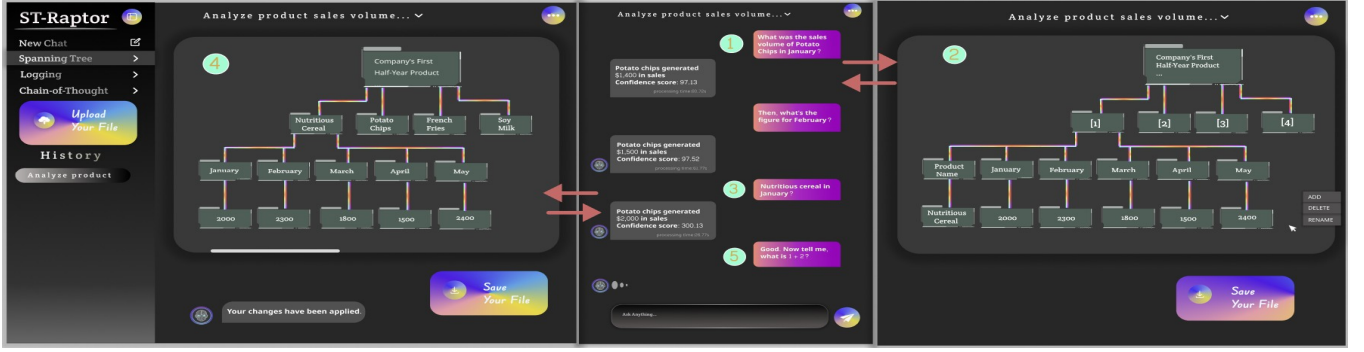 ST-Raptor
New Chat
Spanning Tree
Logging
Chain-of-Thought
Upload
Your File
History
Analyze product
Analyze product sales volume...
4
Company's First
Half-Year Product
Nutritious
Cereal
Potato
Chips
French
Fries
Soy
Milk
January
February
March
April
May
2000
2300
1800
1500
2400
Save
Your File
Your changes have been applied.
Analyze product sales volume...
1
What was the sales
volume of Potato
Chips in January?
Potato chips generated
$1,400 in sales
Confidence score: 97.13
Then, what's the
figure for February?
Potato chips generated
$1,500 in sales
Confidence score: 97.52
3
Nutritious cereal in
January?
Potato chips generated
$2,000 in sales
Confidence score: 300.13
5
Good. Now tell me,
what is 1 + 2?
Ask Anything...
Analyze product sales volume...
2
Company's First
Half-Year Product
...
[1]
[2]
[3]
[4]
Product
Name
January
February
March
April
May
Nutritious
Cereal
2000
2300
1800
1500
2400
ADD
DELETE
RENAME
Save
Your File